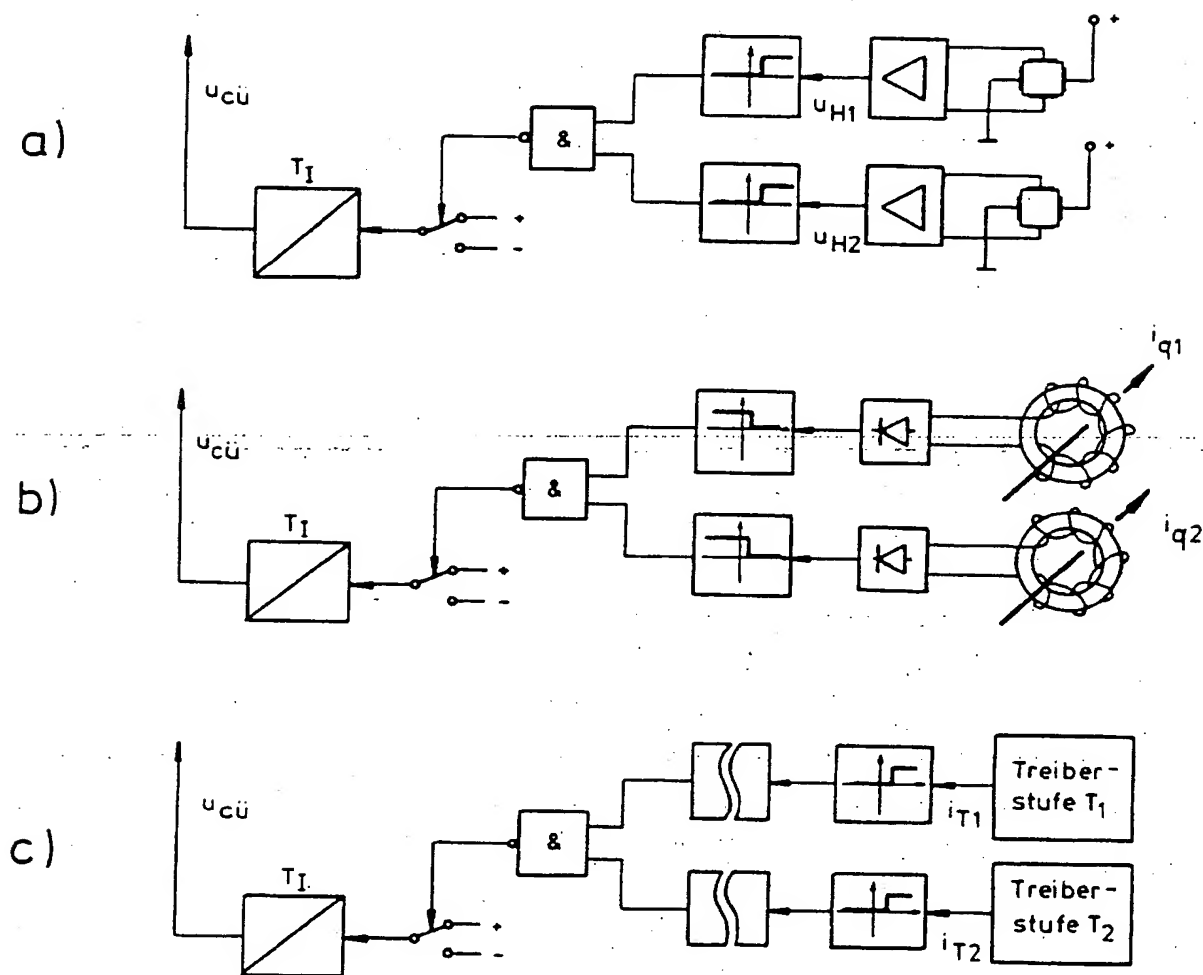 a)
u_cü
T_I
+
-
&
u_H1
u_H2
+
+
b)
u_cü
T_I
+
-
&
i_q1
i_q2
c)
u_cü
T_I.
+
-
&
i_T1
Treiber-
stufe T_1
i_T2
Treiber-
stufe T_2